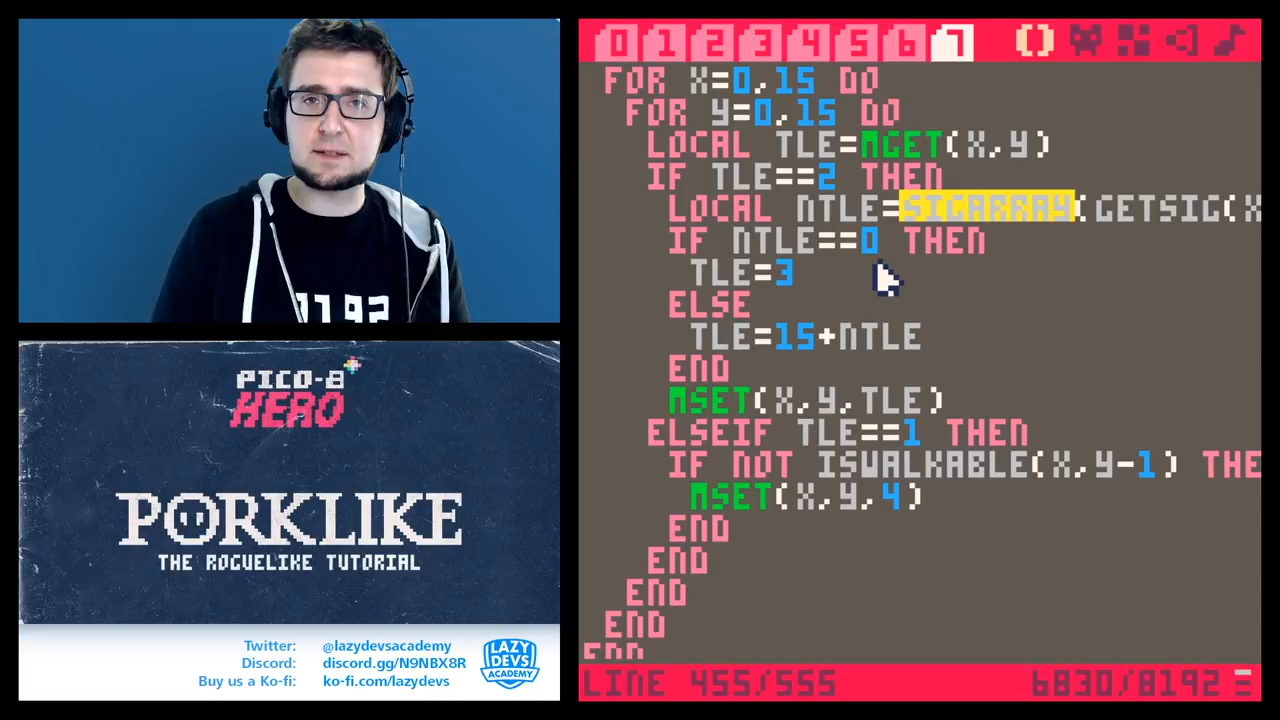 8192
PICO-8
HERO
PORKLIKE
THE ROGUELIKE TUTORIAL
Twitter: @lazydevsacademy
Discord: discord.gg/N9NBX8R
Buy us a Ko-fi: ko-fi.com/lazydevs
LAZY
DEVS
ACADEMY
0 1 2 3 4 5 6 7
FOR X=0,15 DO
FOR Y=0,15 DO
LOCAL TLE=MGET(X,Y)
IF TLE==2 THEN
LOCAL NTLE=SIGARRAY(GETSIG(X
IF NTLE==0 THEN
TLE=3
ELSE
TLE=15+NTLE
END
MSET(X,Y,TLE)
ELSEIF TLE==1 THEN
IF NOT ISWALKABLE(X,Y-1) THE
MSET(X,Y,4)
END
END
END
END
END
LINE 455/555 6830/8192